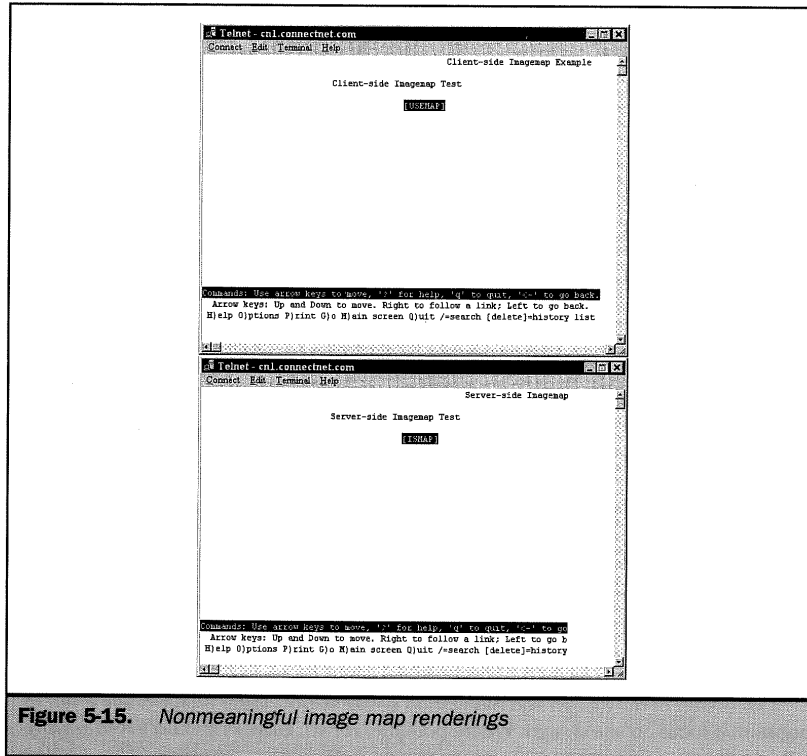 Telnet - cn1.connectnet.com
Connect Edit Terminal Help
Client-side Imagemap Example
Client-side Imagemap Test
[USEMAP]
Commands: Use arrow keys to move, '?' for help, 'q' to quit, '<-' to go back.
Arrow keys: Up and Down to move. Right to follow a link; Left to go back.
H)elp O)ptions P)rint G)o M)ain screen Q)uit /=search [delete]=history list
Telnet - cn1.connectnet.com
Connect Edit Terminal Help
Server-side Imagemap
Server-side Imagemap Test
[ISMAP]
Commands: Use arrow keys to move, '?' for help, 'q' to quit, '<-' to go
Arrow keys: Up and Down to move. Right to follow a link; Left to go b
H)elp O)ptions P)rint G)o M)ain screen Q)uit /=search [delete]=history
Figure 5-15. Nonmeaningful image map renderings